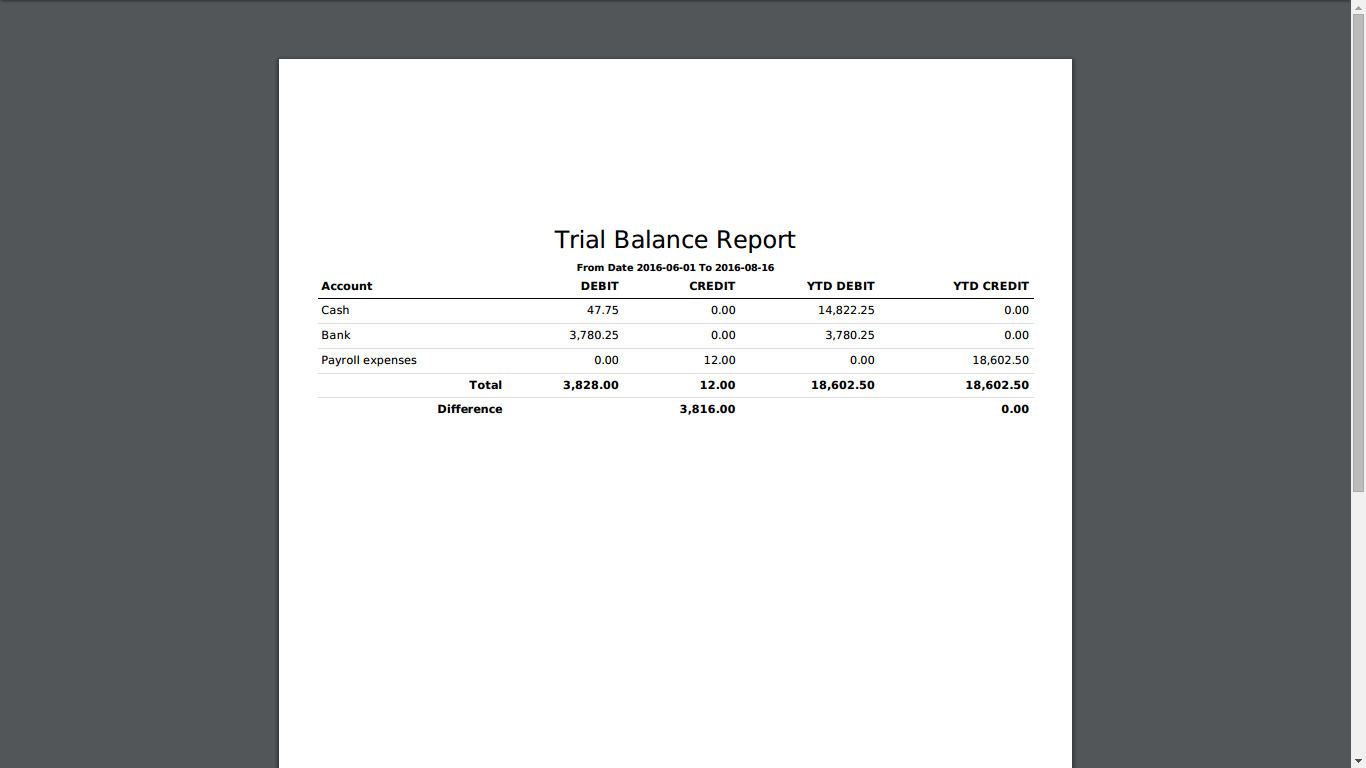 Trial Balance Report
From Date 2016-06-01 To 2016-08-16
Account DEBIT CREDIT YTD DEBIT YTD CREDIT
Cash 47.75 0.00 14,822.25 0.00
Bank 3,780.25 0.00 3,780.25 0.00
Payroll expenses 0.00 12.00 0.00 18,602.50
Total 3,828.00 12.00 18,602.50 18,602.50
Difference 3,816.00 0.00